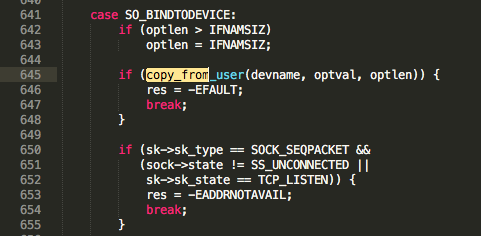 641 case SO_BINDTODEVICE:
642 if (optlen > IFNAMSIZ)
643 optlen = IFNAMSIZ;
644
645 if (copy_from_user(devname, optval, optlen)) {
646 res = -EFAULT;
647 break;
648 }
649
650 if (sk->sk_type == SOCK_SEQPACKET &&
651 (sock->state != SS_UNCONNECTED ||
652 sk->sk_state == TCP_LISTEN)) {
653 res = -EADDRNOTAVAIL;
654 break;
655 }